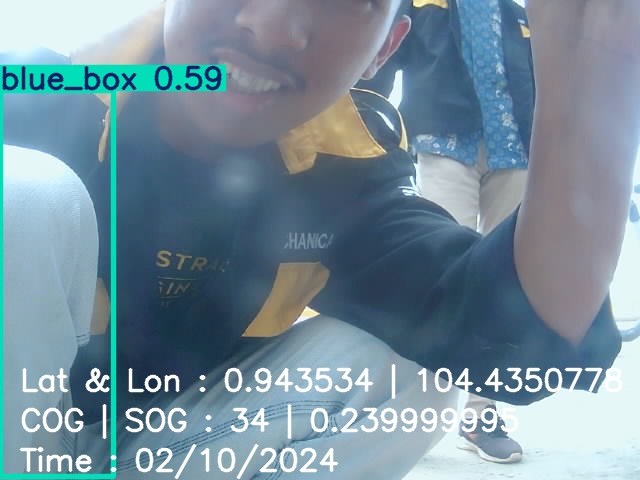 blue_box 0.59
Lat & Lon : 0.943534 | 104.4350778
COG | SOG : 34 | 0.239999995
Time : 02/10/2024